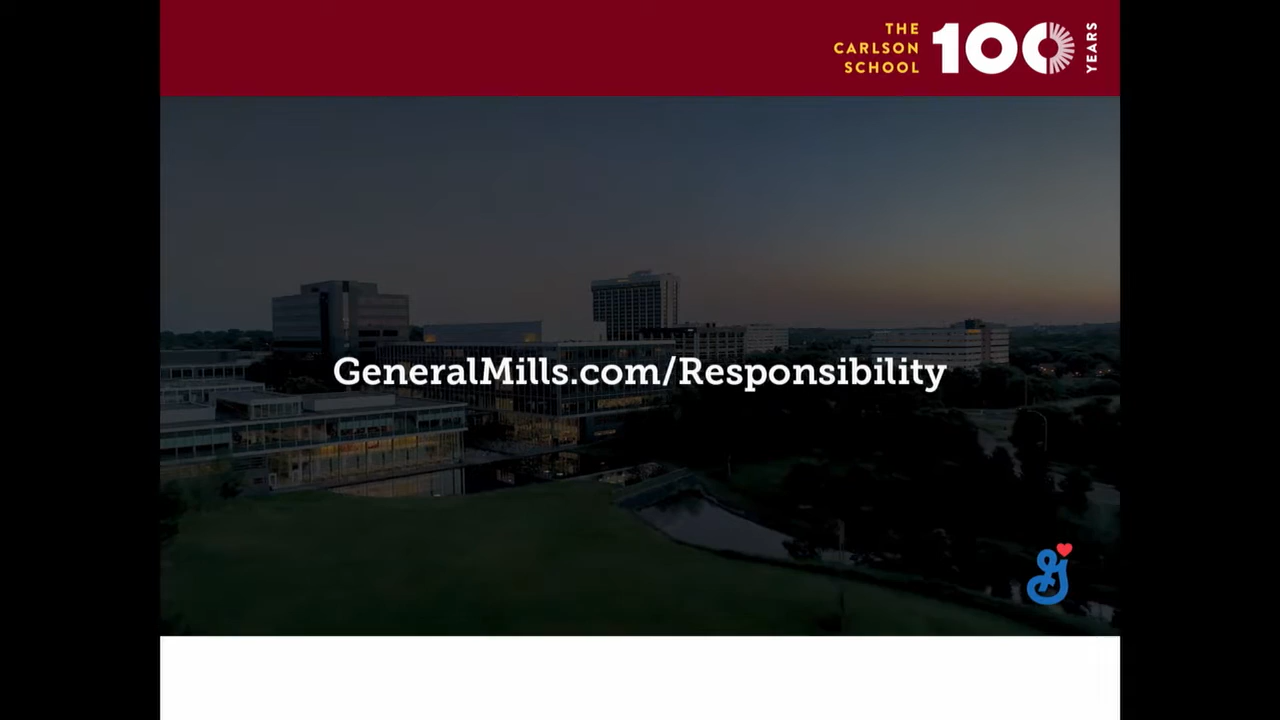 THE
CARLSON
SCHOOL
100
YEARS
GeneralMills.com/Responsibility
G